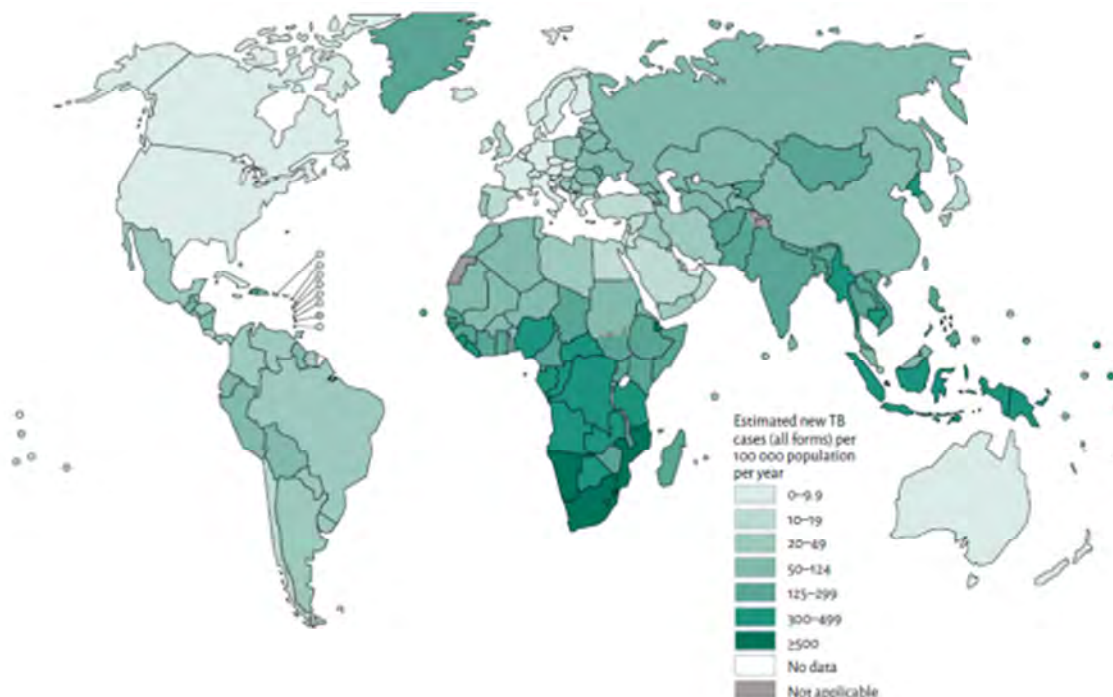 Estimated new TB
cases (all forms) per
100 000 population
per year
0–9.9
10–19
20–49
50–124
125–299
300–499
≥500
No data
Not applicable